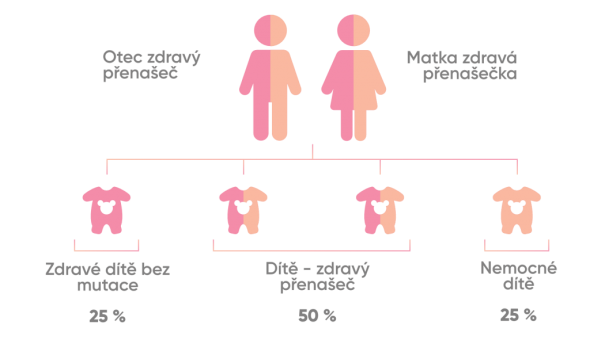 Otec zdravý
přenašeč
Matka zdravá
přenašečka
Zdravé dítě bez
mutace
25 %
Dítě - zdravý
přenašeč
50 %
Nemocné
dítě
25 %